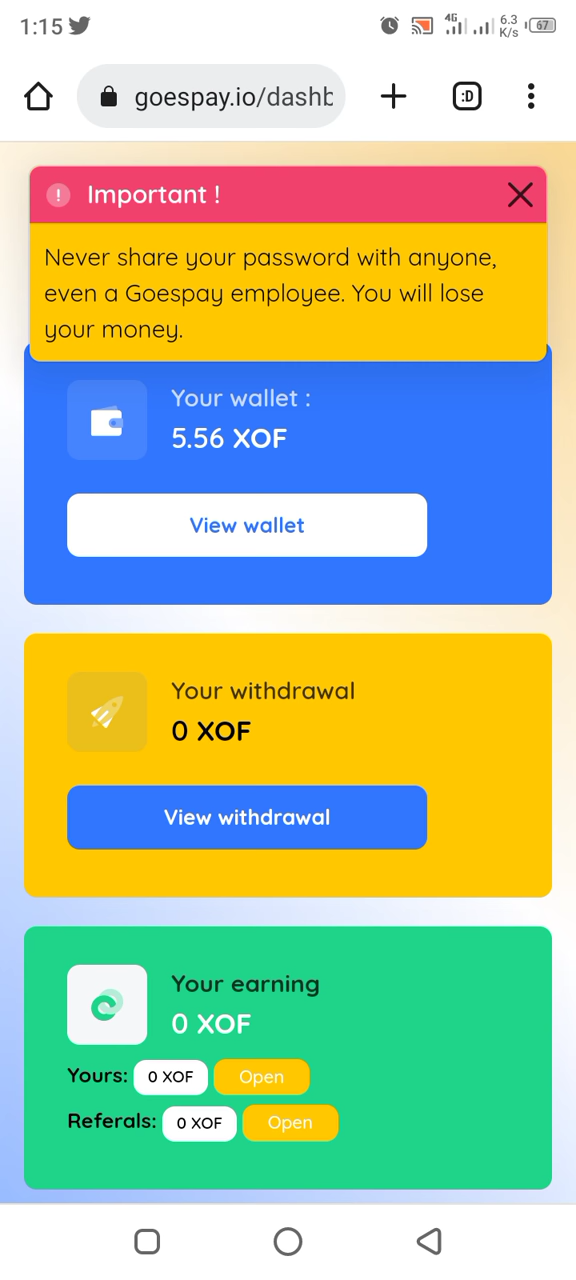 1:15
4G
6.3
K/s
67
goespay.io/dashb
:D
Important !
Never share your password with anyone,
even a Goespay employee. You will lose
your money.
Your wallet :
5.56 XOF
View wallet
Your withdrawal
0 XOF
View withdrawal
Your earning
0 XOF
Yours: 0 XOF Open
Referals: 0 XOF Open